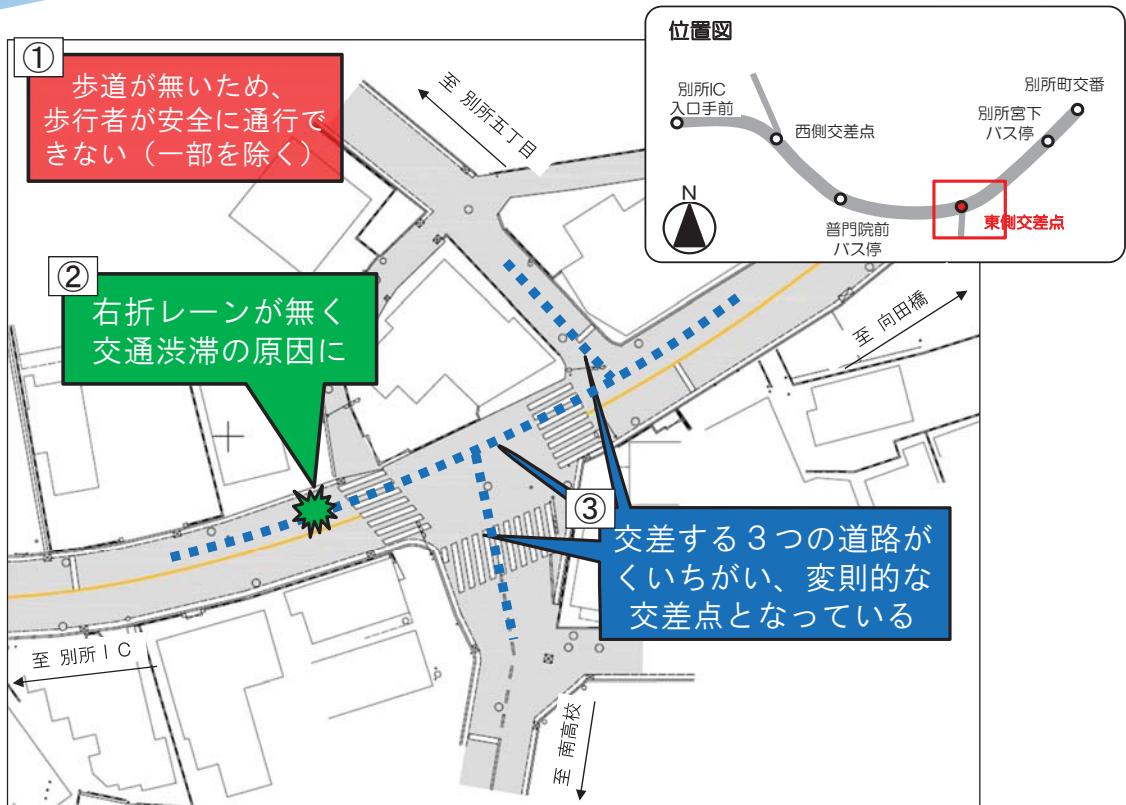 ①
歩道が無いため、
歩行者が安全に通行で
きない（一部を除く）
②
右折レーンが無く
交通渋滞の原因に
③
交差する３つの道路が
くいちがい、変則的な
交差点となっている
至 別所五丁目
至 向田橋
至 別所ＩＣ
至 南高校
位置図
別所IC
入口手前
西側交差点
普門院前
バス停
別所町交番
別所宮下
バス停
東側交差点
N